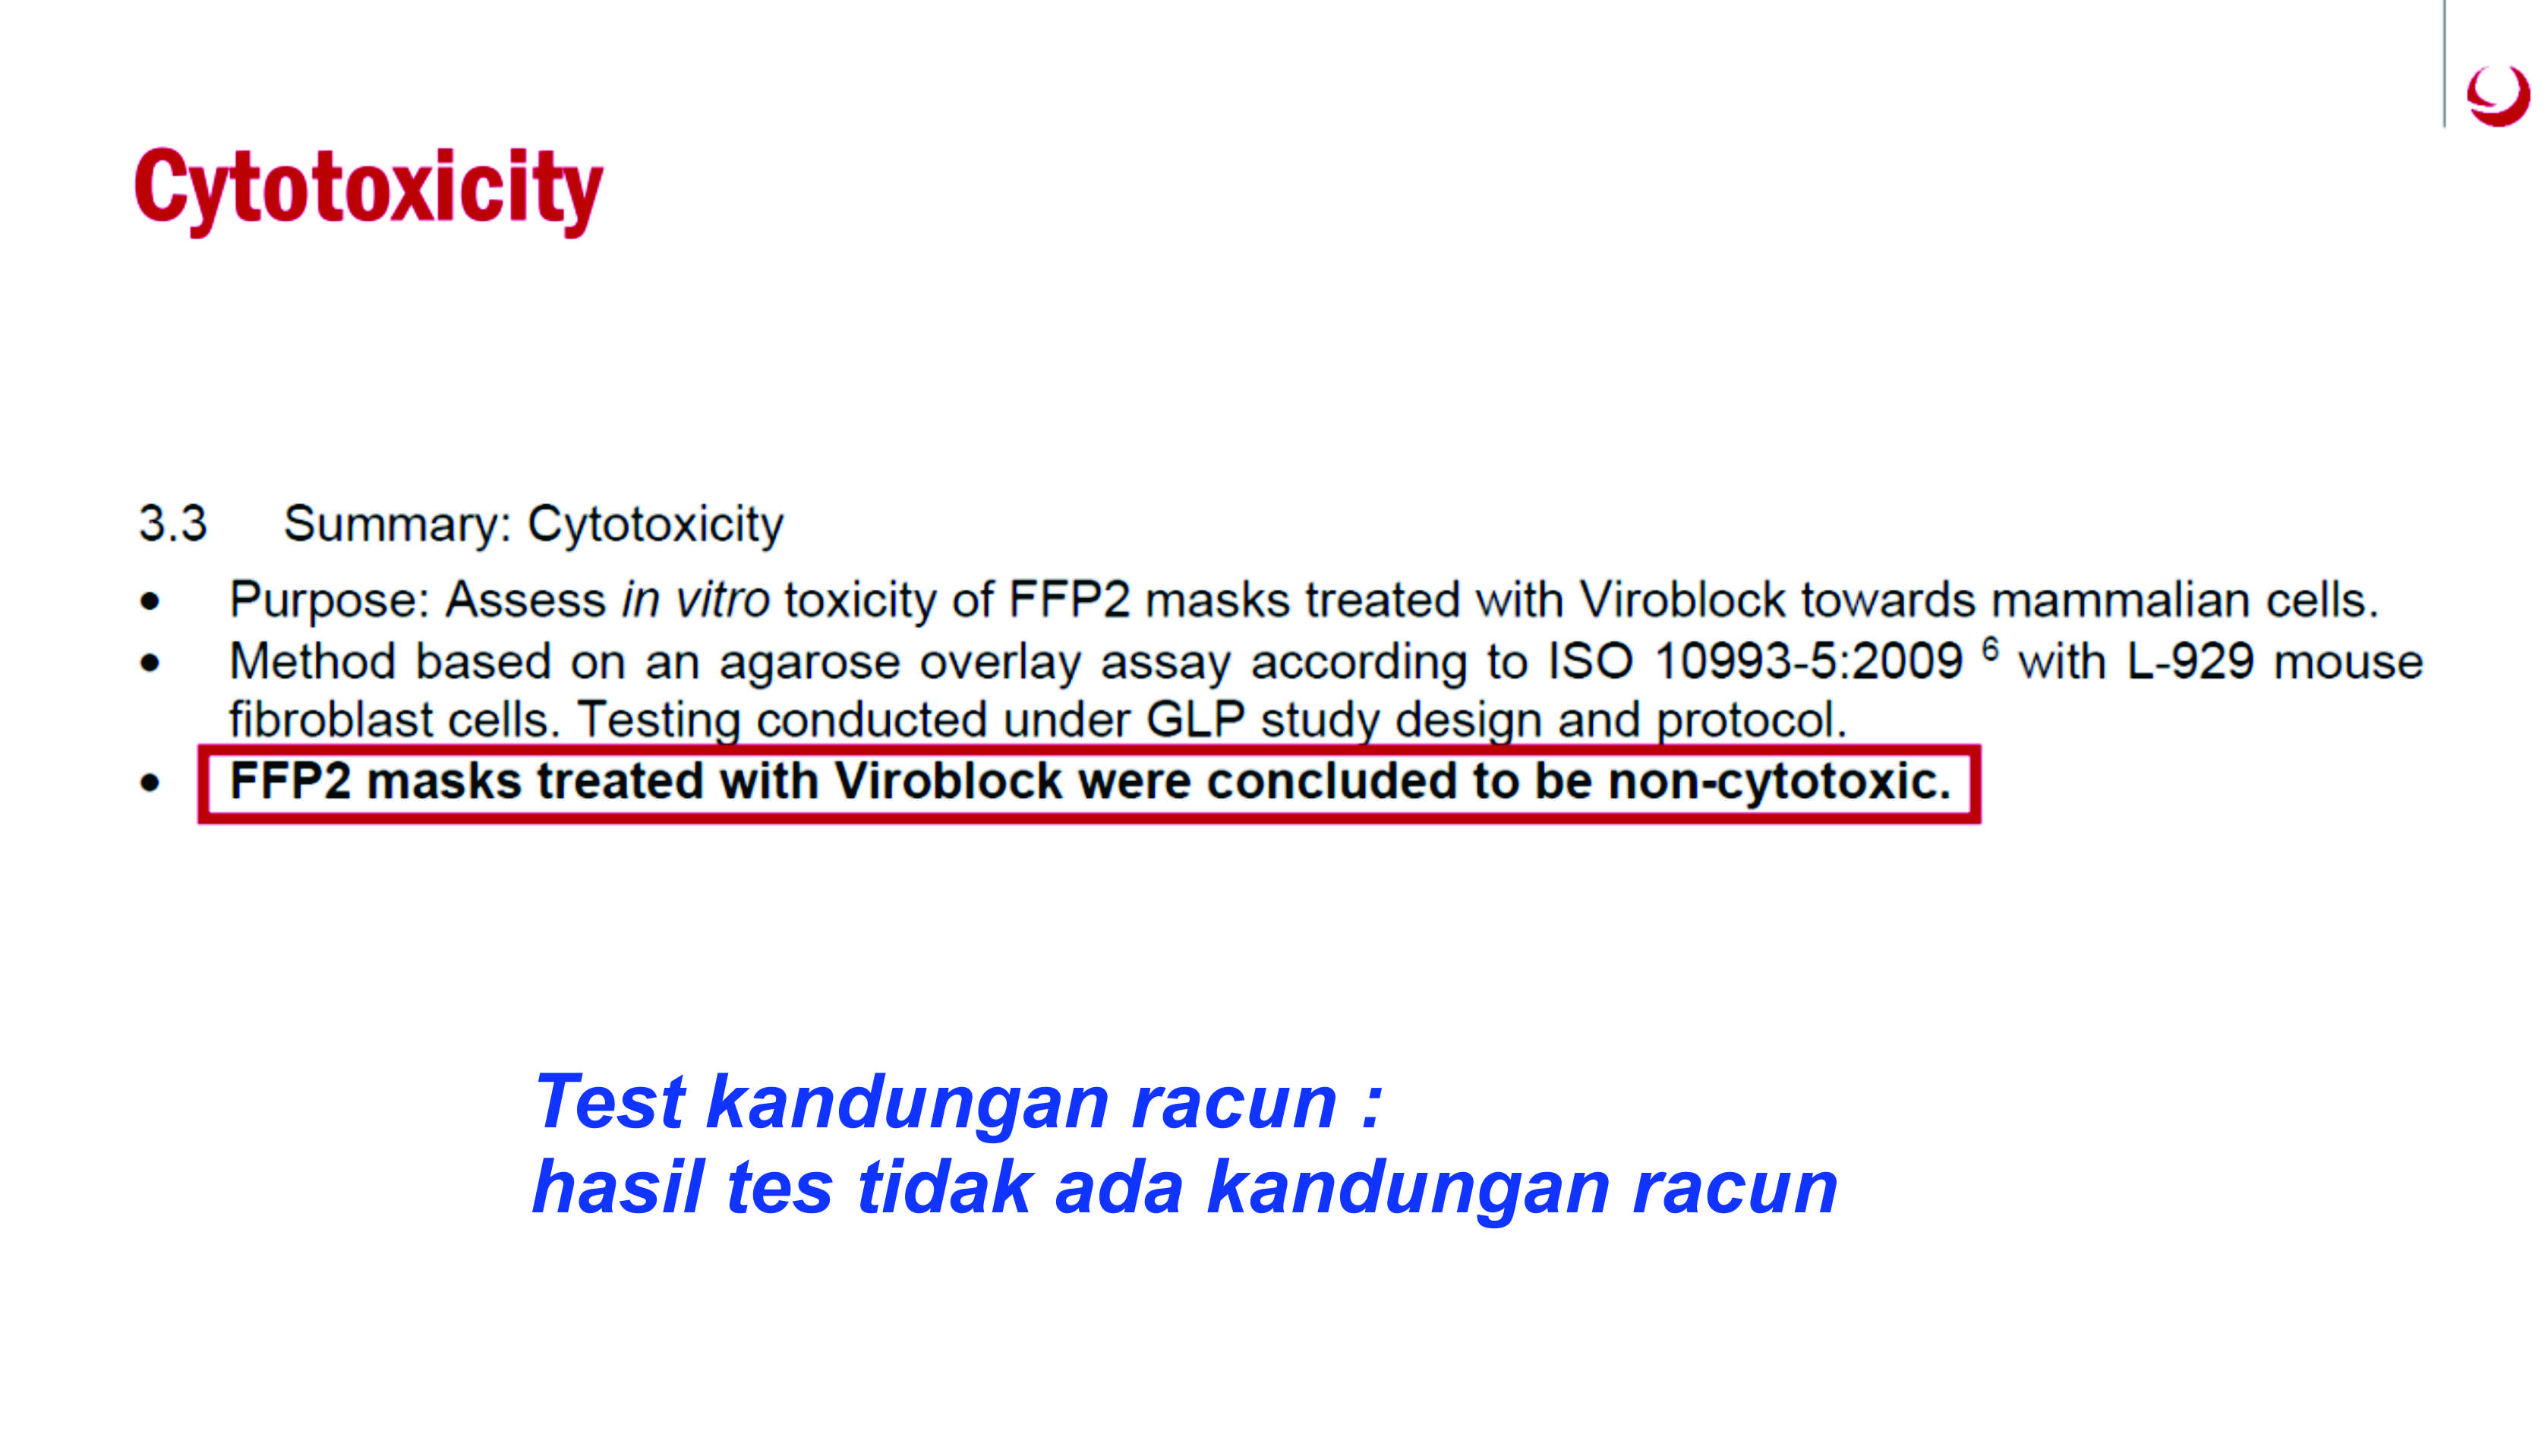 Cytotoxicity
3.3 Summary: Cytotoxicity
• Purpose: Assess in vitro toxicity of FFP2 masks treated with Viroblock towards mammalian cells.
• Method based on an agarose overlay assay according to ISO 10993-5:2009 ⁶ with L-929 mouse
fibroblast cells. Testing conducted under GLP study design and protocol.
• FFP2 masks treated with Viroblock were concluded to be non-cytotoxic.
Test kandungan racun :
hasil tes tidak ada kandungan racun